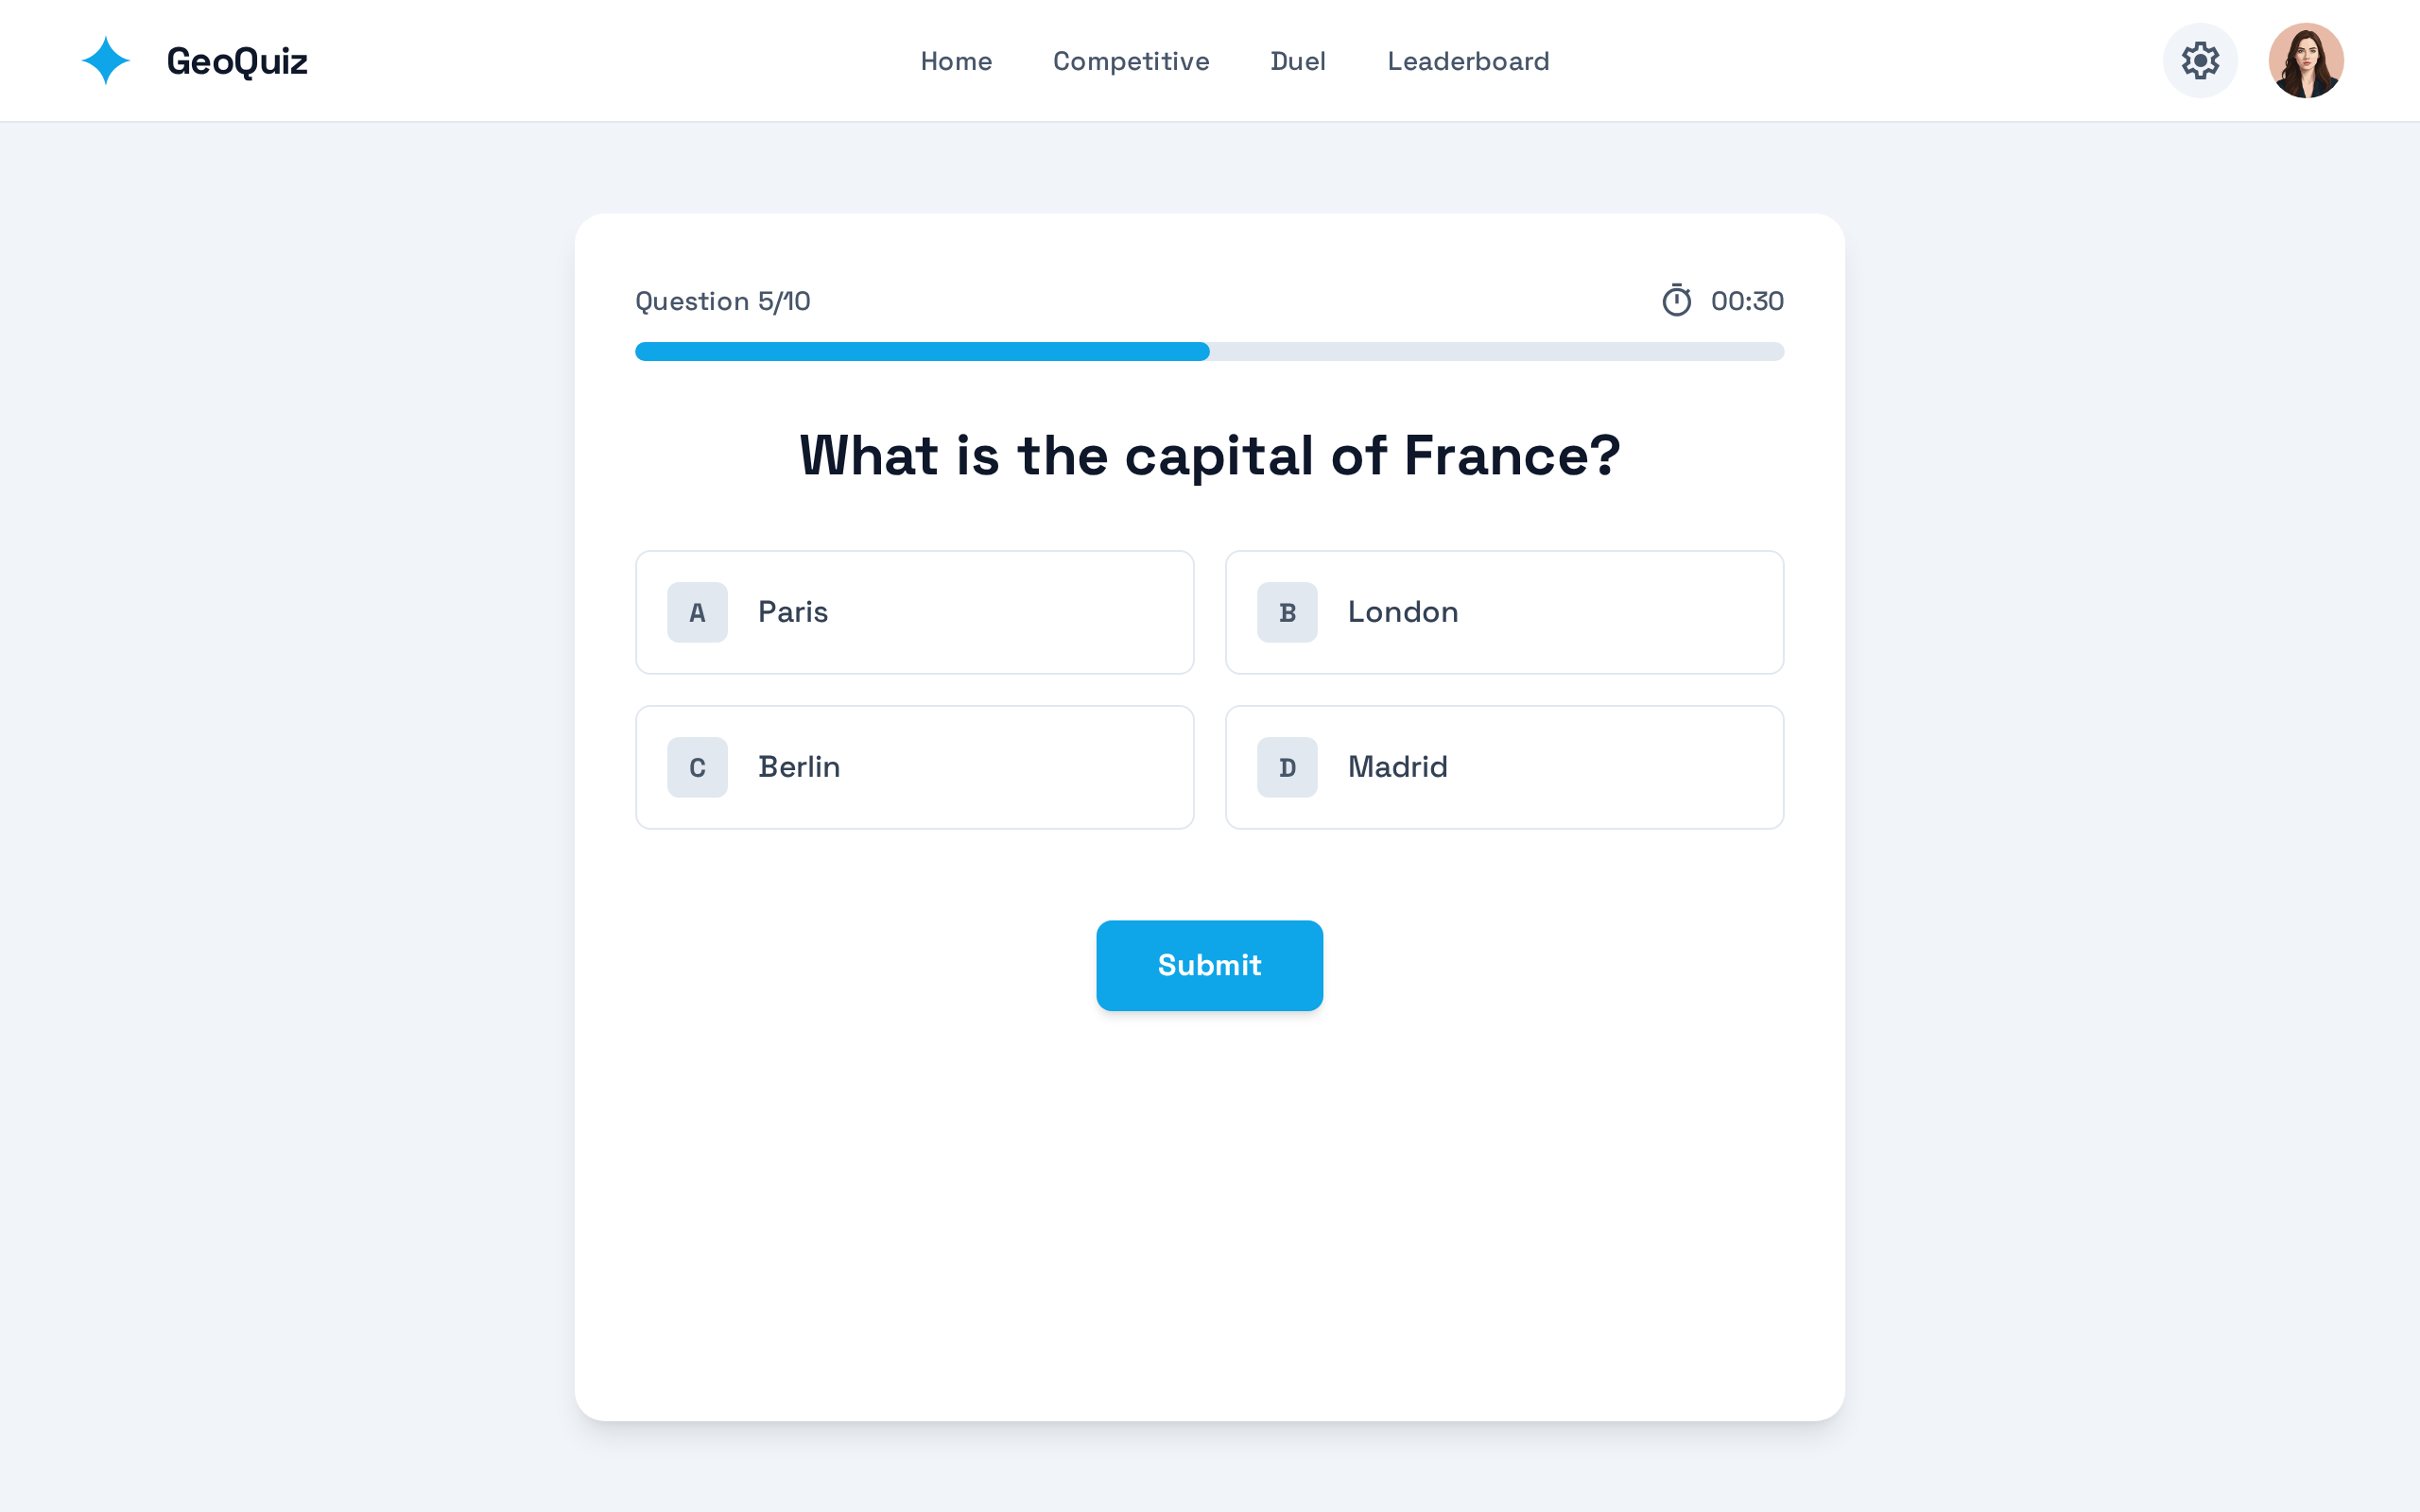 GeoQuiz
Home Competitive Duel Leaderboard
Question 5/10
00:30
What is the capital of France?
A Paris
B London
C Berlin
D Madrid
Submit